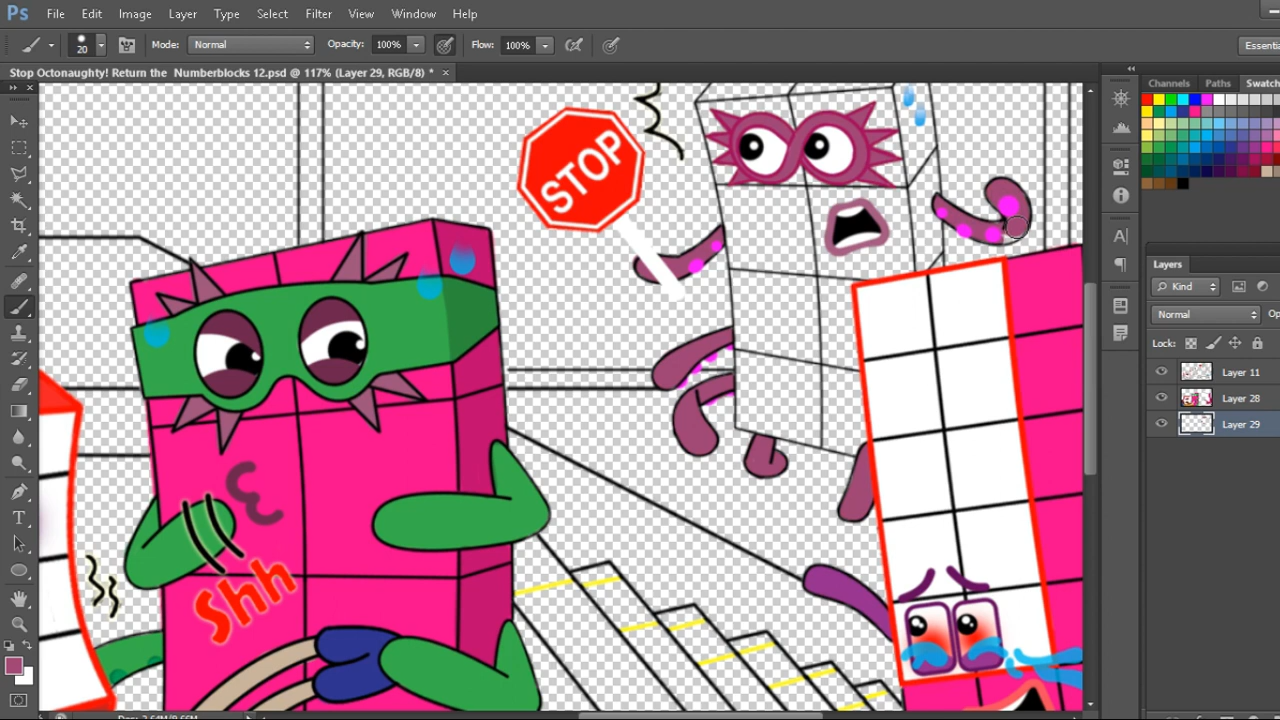 Ps File Edit Image Layer Type Select Filter View Window Help
20 Mode: Normal Opacity: 100% Flow: 100%
Stop Octonaughty! Return the Numberblocks 12.psd @ 117% (Layer 29, RGB/8) * ×
Channels Paths
STOP
A
Layers
Kind
Normal
Lock:
Layer 11
Layer 28
Layer 29
T
Shh